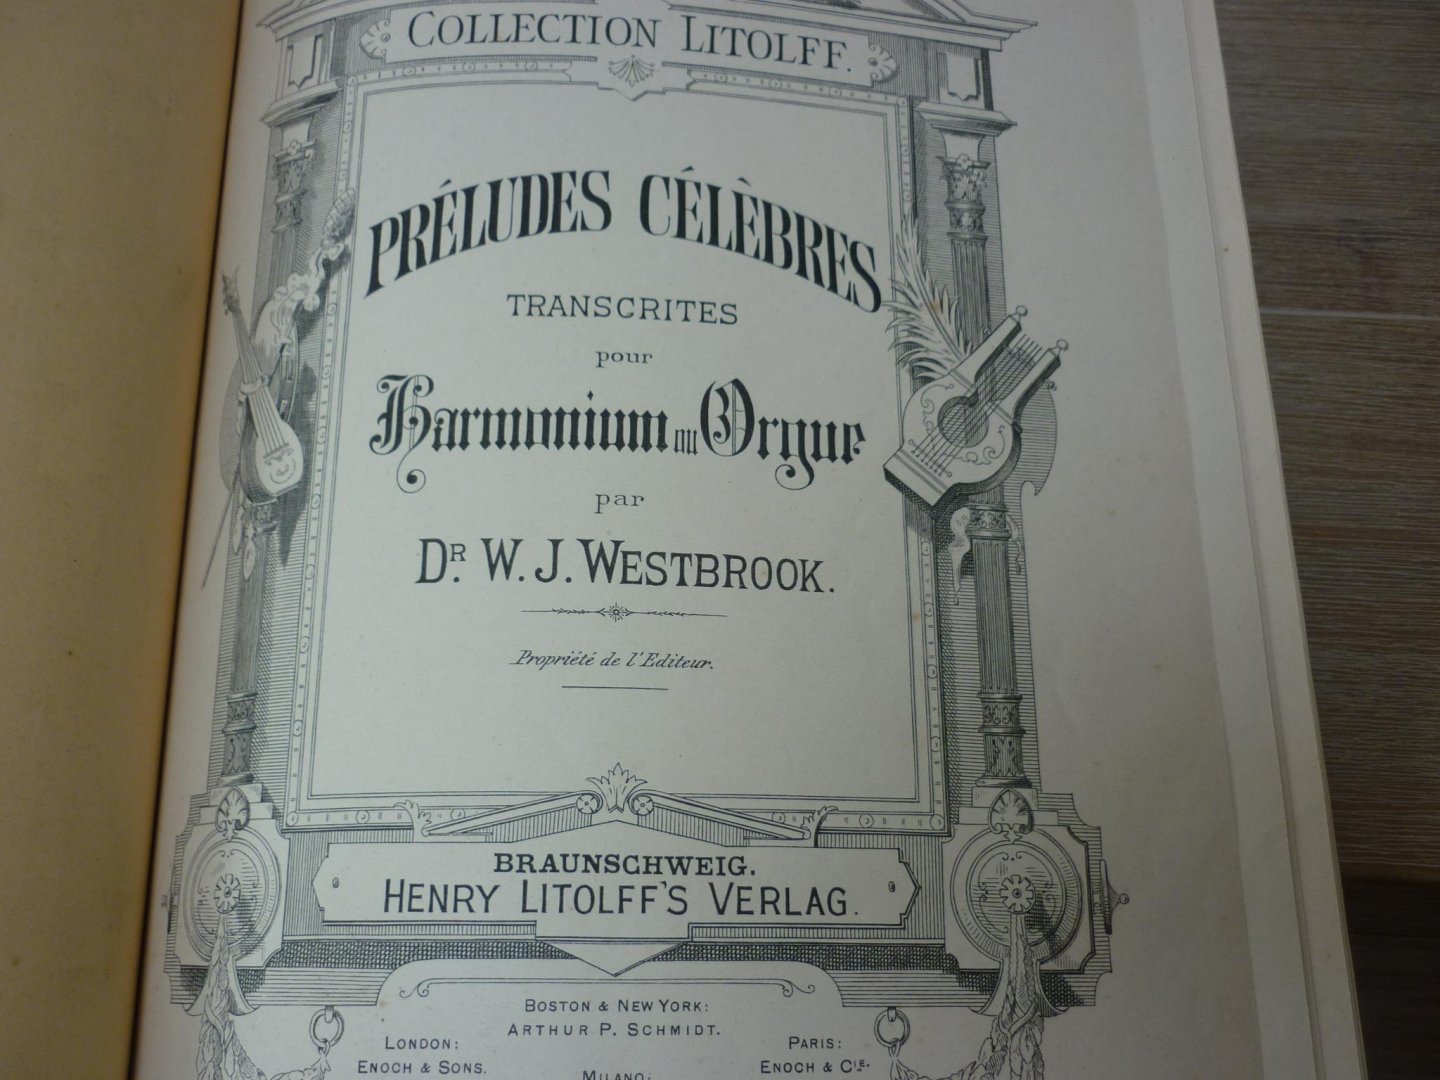 COLLECTION LITOLFF.
PRÉLUDES CÉLÈBRES
TRANSCRITES
pour
Harmonium ou Orgue
par
DR. W. J. WESTBROOK.
Propriété de l'Editeur.
BRAUNSCHWEIG.
HENRY LITOLFF'S VERLAG.
BOSTON & NEW YORK:
ARTHUR P. SCHMIDT.
LONDON:
ENOCH & SONS.
PARIS:
ENOCH & CIE.
MILANO: